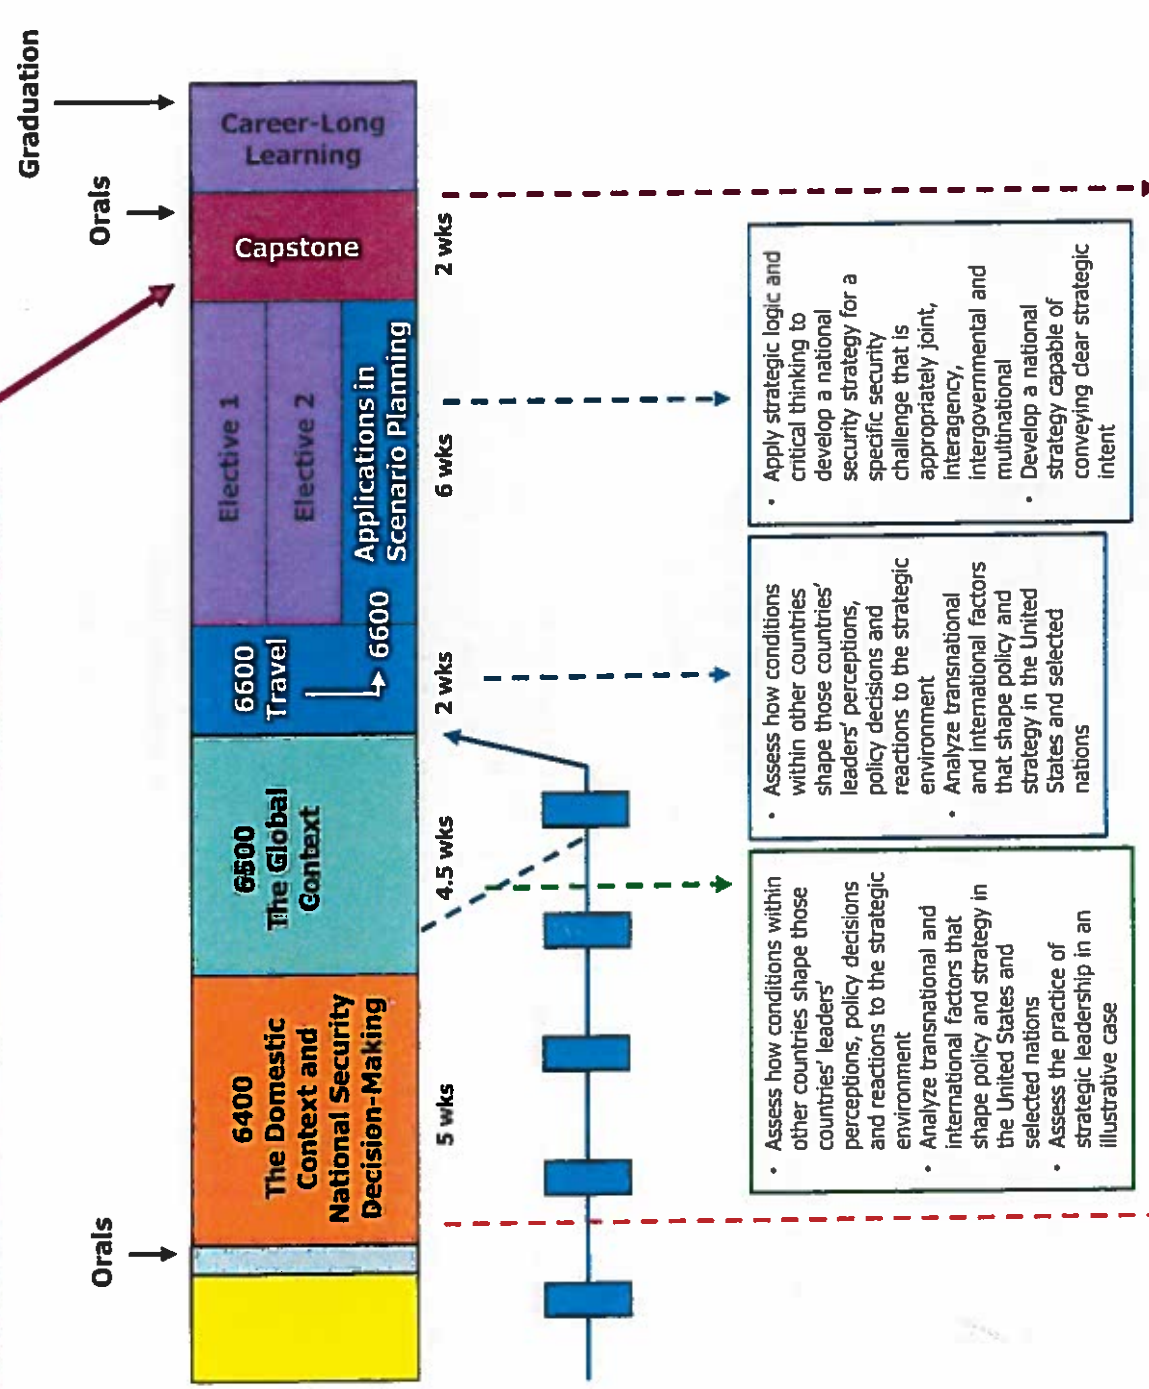 Orals
Orals
Graduation
6400
The Domestic
Context and
National Security
Decision-Making
6500
The Global
Context
6600
Travel
6600
Elective 1
Elective 2
Applications in
Scenario Planning
Capstone
Career-Long
Learning
5 wks
4.5 wks
2 wks
6 wks
2 wks
• Assess how conditions within
other countries shape those
countries' leaders'
perceptions, policy decisions
and reactions to the strategic
environment
• Analyze transnational and
international factors that
shape policy and strategy in
the United States and
selected nations
• Assess the practice of
strategic leadership in an
illustrative case
• Assess how conditions
within other countries
shape those countries'
leaders' perceptions,
policy decisions and
reactions to the strategic
environment
• Analyze transnational
and international factors
that shape policy and
strategy in the United
States and selected
nations
• Apply strategic logic and
critical thinking to
develop a national
security strategy for a
specific security
challenge that is
appropriately joint,
interagency,
intergovernmental and
multinational
• Develop a national
strategy capable of
conveying clear strategic
intent